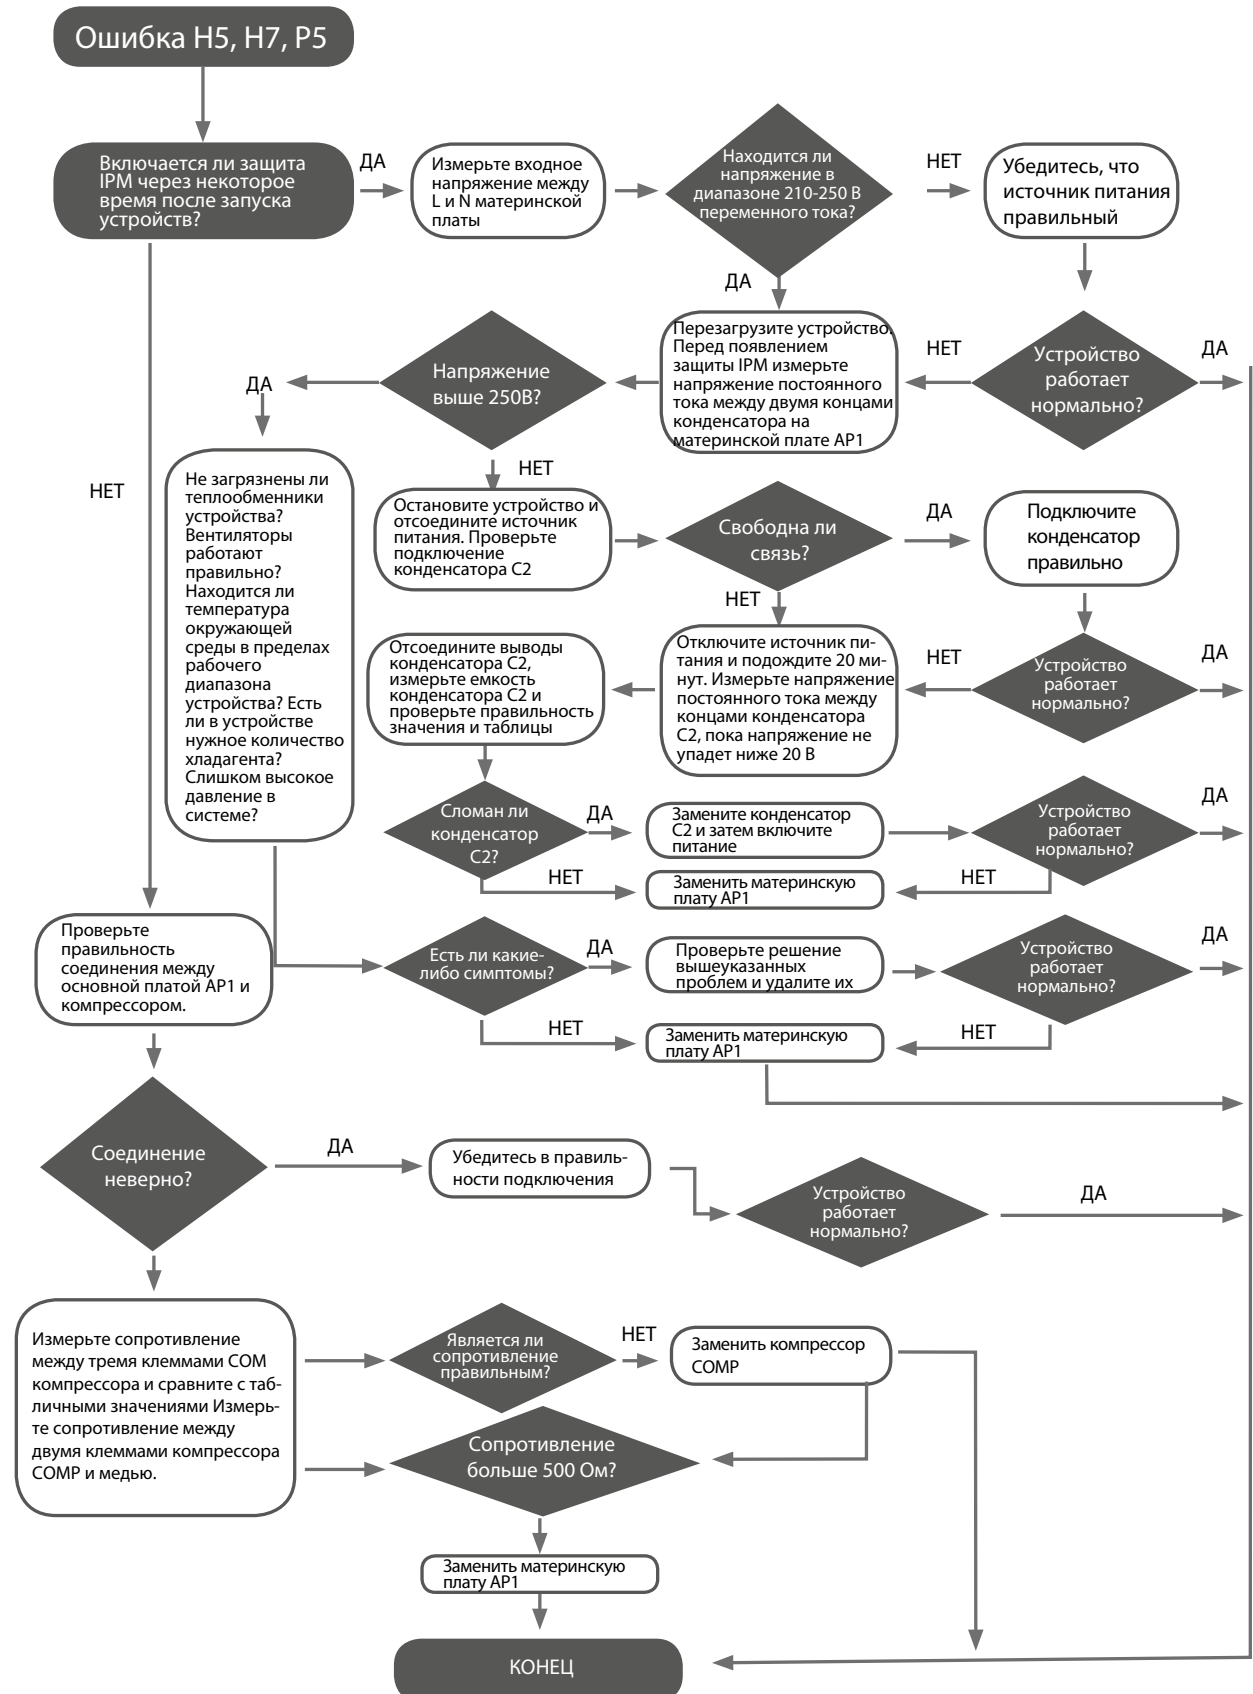 Ошибка H5, H7, P5
Включается ли защита
IPM через некоторое
время после запуска
устройств?
ДА
Измерьте входное
напряжение между
L и N материнской
платы
Находится ли
напряжение в
диапазоне 210-250 В
переменного тока?
НЕТ
Убедитесь, что
источник питания
правильный
ДА
Напряжение
выше 250В?
Перезагрузите устройство.
Перед появлением
защиты IPM измерьте
напряжение постоянного
тока между двумя концами
конденсатора на
материнской плате AP1
НЕТ
Устройство
работает
нормально?
ДА
ДА
НЕТ
НЕТ
Не загрязнены ли
теплообменники
устройства?
Вентиляторы
работают
правильно?
Находится ли
температура
окружающей
среды в пределах
рабочего
диапазона
устройства? Есть
ли в устройстве
нужное количество
хладагента?
Слишком высокое
давление в
системе?
Остановите устройство и
отсоедините источник
питания. Проверьте
подключение
конденсатора C2
Свободна ли
связь?
ДА
Подключите
конденсатор
правильно
НЕТ
Отсоедините выводы
конденсатора C2,
измерьте емкость
конденсатора C2 и
проверьте правильность
значения и таблицы
Отключите источник пи-
тания и подождите 20 ми-
нут. Измерьте напряжение
постоянного тока между
концами конденсатора
C2, пока напряжение не
упадет ниже 20 В
НЕТ
Устройство
работает
нормально?
ДА
Сломан ли
конденсатор
C2?
ДА
Замените конденсатор
C2 и затем включите
питание
Устройство
работает
нормально?
ДА
НЕТ
Заменить материнскую
плату AP1
НЕТ
Проверьте
правильность
соединения между
основной платой AP1 и
компрессором.
Есть ли какие-
либо симптомы?
ДА
Проверьте решение
вышеуказанных
проблем и удалите их
Устройство
работает
нормально?
ДА
НЕТ
Заменить материнскую
плату AP1
НЕТ
Соединение
неверно?
ДА
Убедитесь в правиль-
ности подключения
Устройство
работает
нормально?
ДА
Измерьте сопротивление
между тремя клеммами COM
компрессора и сравните с таб-
личными значениями Измерь-
те сопротивление между
двумя клеммами компрессора
COMP и медью.
Является ли
сопротивление
правильным?
НЕТ
Заменить компрессор
COMP
Сопротивление
больше 500 Ом?
Заменить материнскую
плату AP1
КОНЕЦ